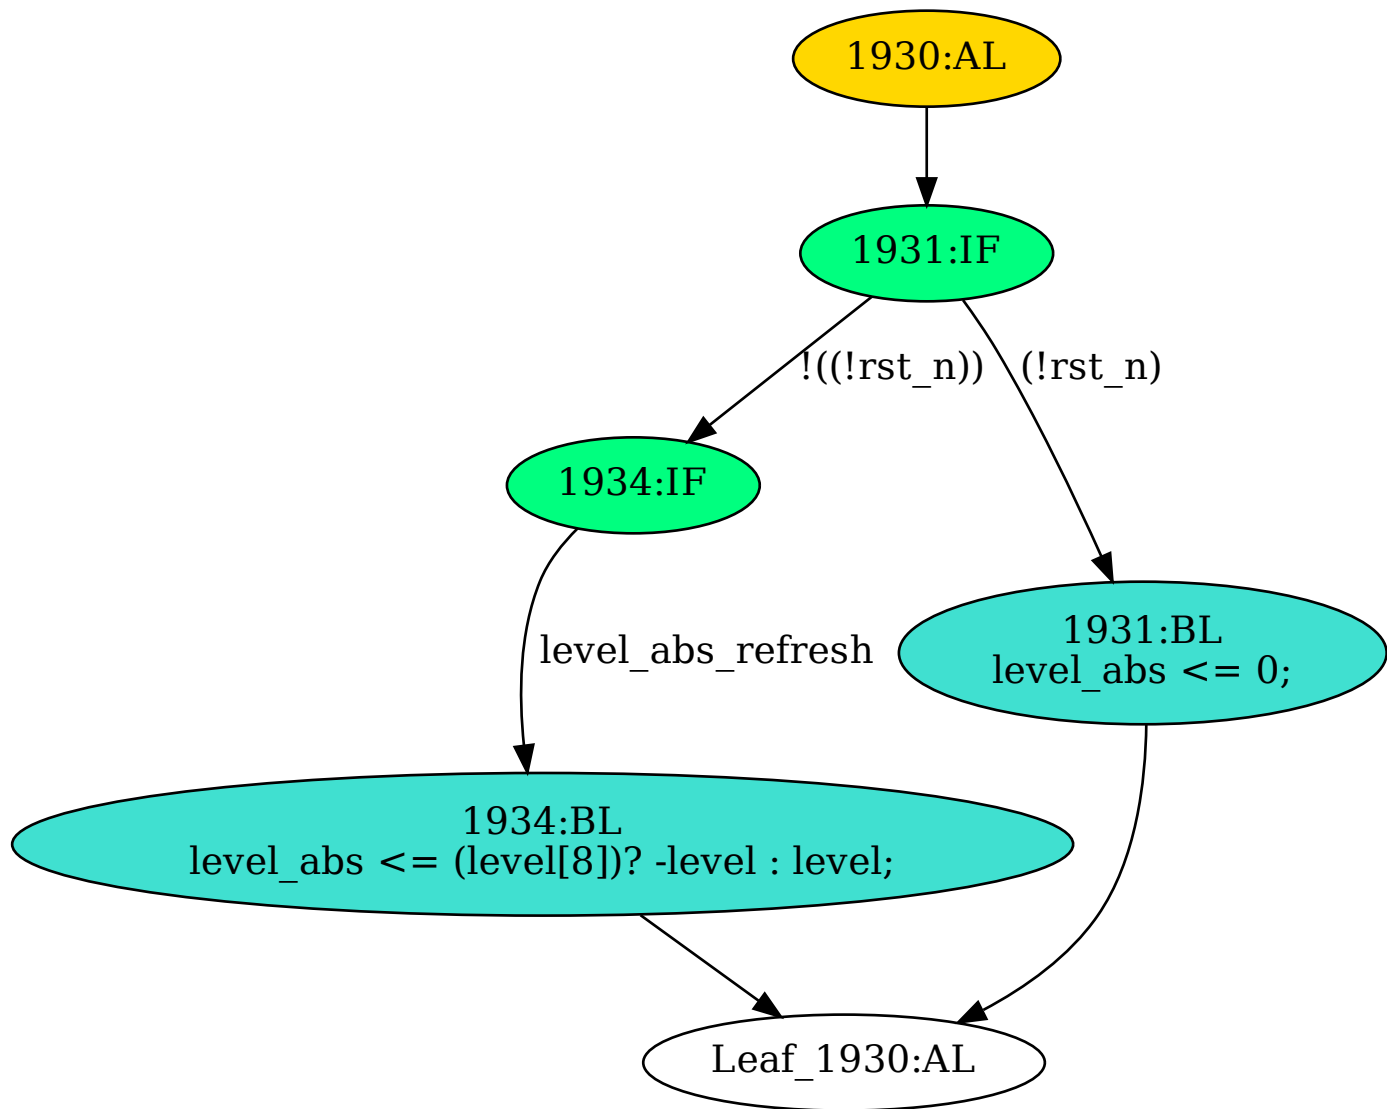 1930:AL
1931:IF
!((!rst_n))
(!rst_n)
1934:IF
level_abs_refresh
1931:BL
level_abs <= 0;
1934:BL
level_abs <= (level[8])? -level : level;
Leaf_1930:AL